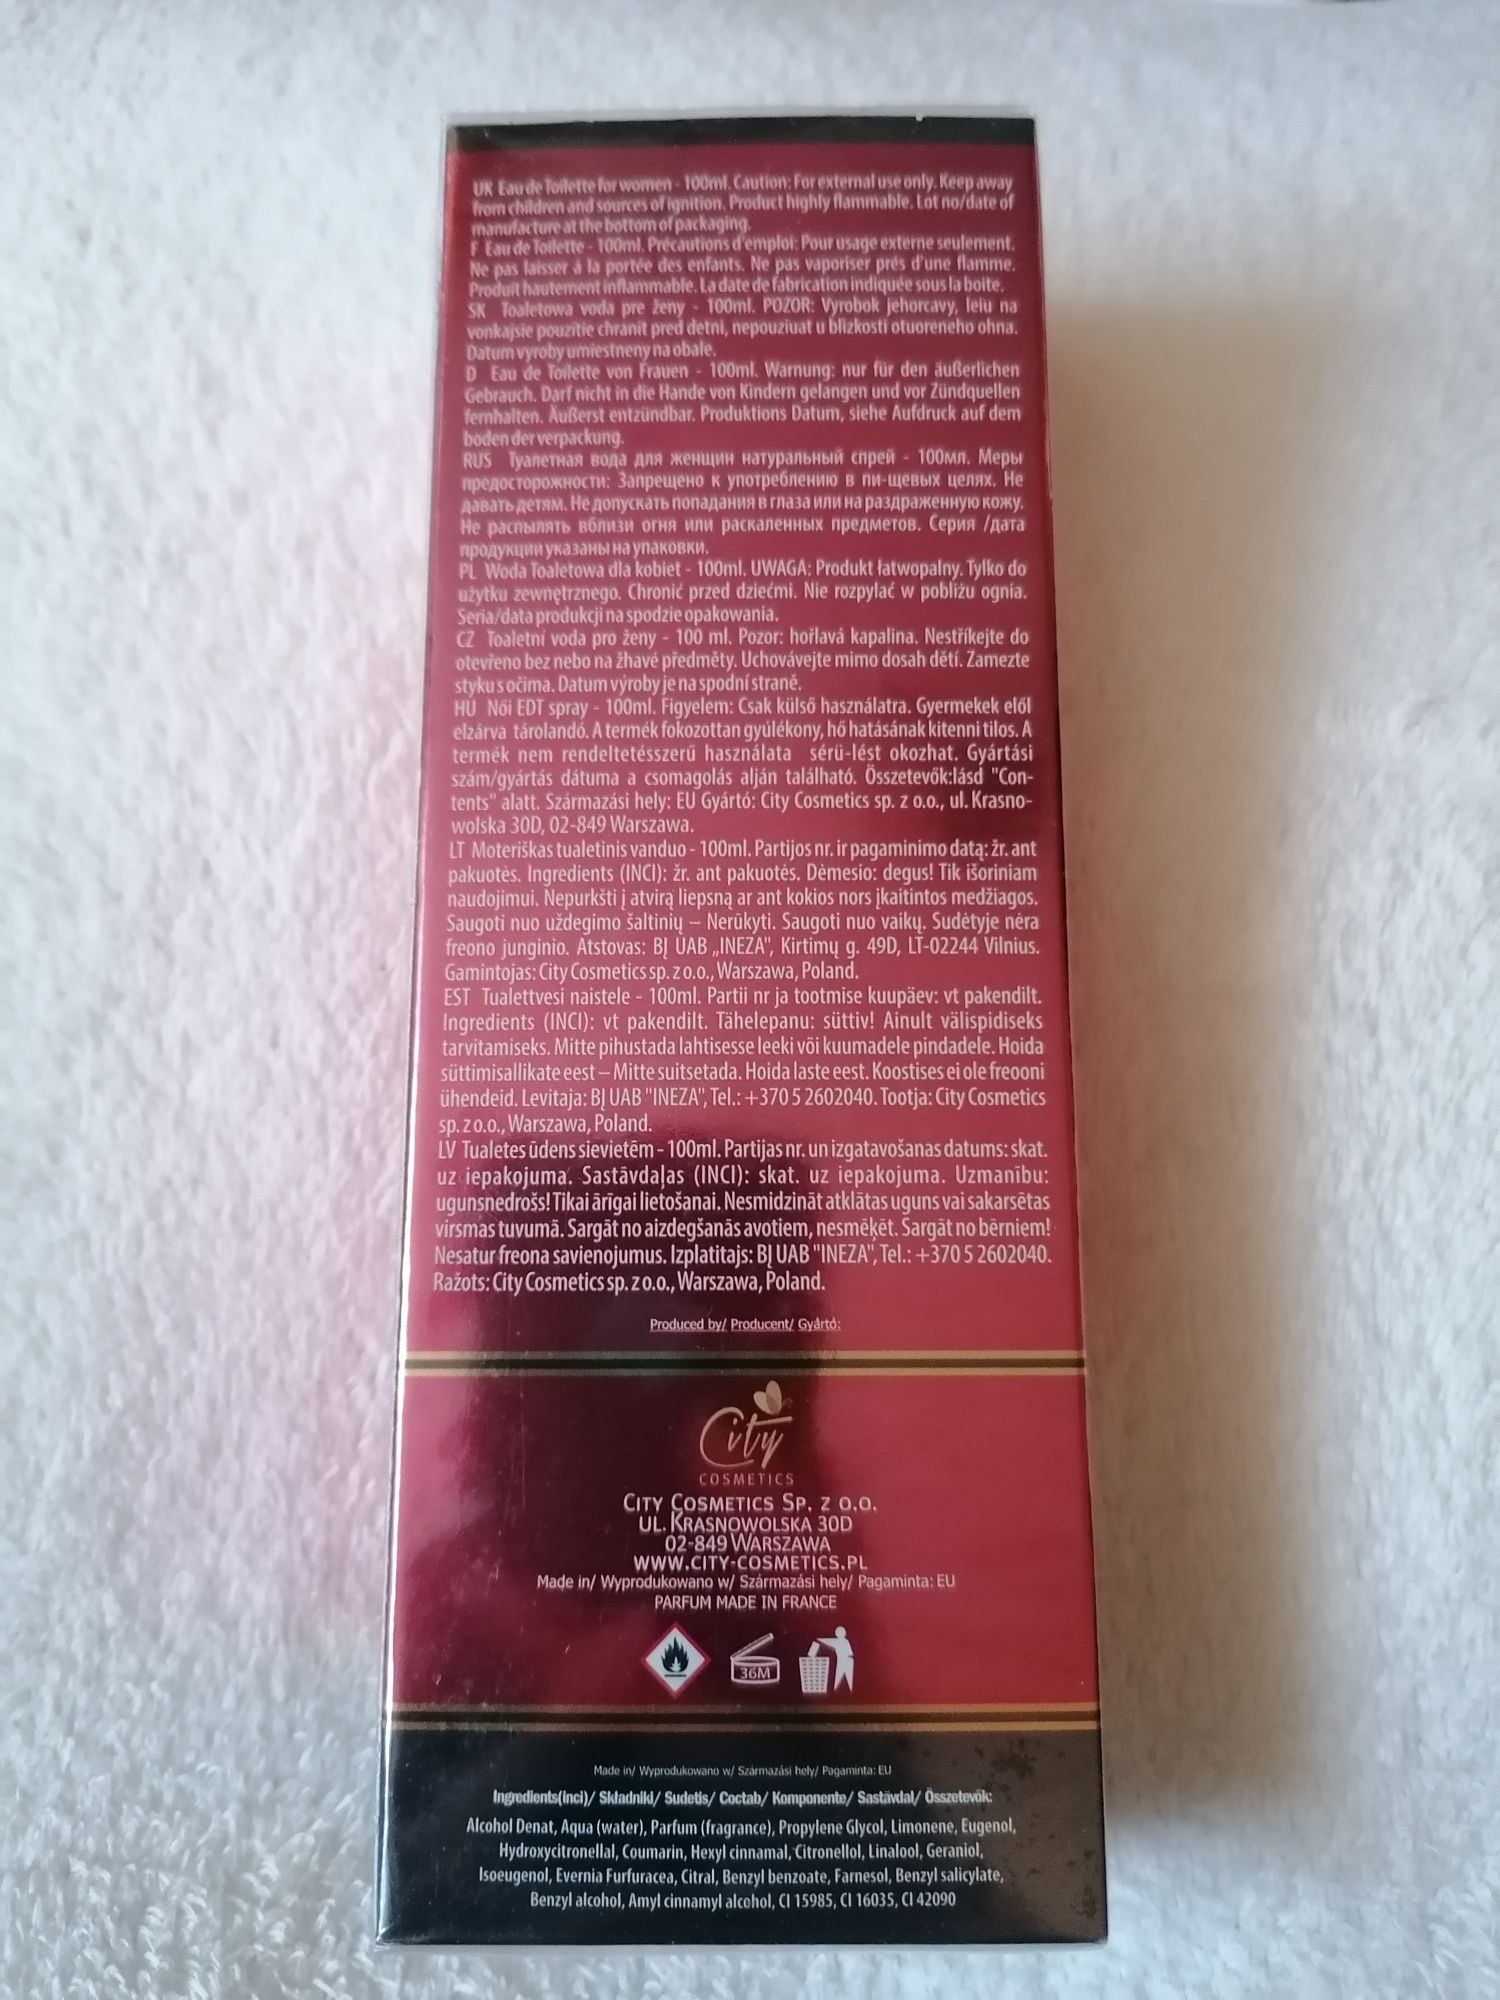 UK Eau de Toilette for women - 100ml. Caution: For external use only. Keep away
from children and sources of ignition. Product highly flammable. Lot no/date of
manufacture at the bottom of packaging.
F Eau de Toilette - 100ml. Précautions d'emploi: Pour usage externe seulement.
Ne pas laisser á la portée des enfants. Ne pas vaporiser prés d'une flamme.
Produit hautement inflammable. La date de fabrication indiquée sous la boite.
SK Toaletowa voda pre ženy - 100ml. POZOR: Vyrobok jehorcavy, leiu na
vonkajsie pouzitie chranit pred detni, nepouziuat u blizkosti otuoreneho ohna.
Datum vyroby umiestneny na obale.
D Eau de Toilette von Frauen - 100ml. Warnung: nur für den äußerlichen
Gebrauch. Darf nicht in die Hande von Kindern gelangen und vor Zündquellen
fernhalten. Äußerst entzündbar. Produktions Datum, siehe Aufdruck auf dem
boden der verpackung.
RUS Туалетная вода для женщин натуральный спрей - 100мл. Меры
предосторожности: Запрещено к употреблению в пи-щевых целях. Не
давать детям. Не допускать попадания в глаза или на раздраженную кожу.
Не распылять вблизи огня или раскаленных предметов. Серия /дата
продукции указаны на упаковки.
PL Woda Toaletowa dla kobiet - 100ml. UWAGA: Produkt łatwopalny. Tylko do
użytku zewnętrznego. Chronić przed dziećmi. Nie rozpylać w pobliżu ognia.
Seria/data produkcji na spodzie opakowania.
CZ Toaletní voda pro ženy - 100 ml. Pozor: hořlavá kapalina. Nestříkejte do
otevřeno bez nebo na žhavé předměty. Uchovávejte mimo dosah dětí. Zamezte
styku s očima. Datum výroby je na spodní straně.
HU Női EDT spray - 100ml. Figyelem: Csak külső használatra. Gyermekek elől
elzárva tárolandó. A termék fokozottan gyúlékony, hő hatásának kitenni tilos. A
termék nem rendeltetésszerű használata sérü-lést okozhat. Gyártási
szám/gyártás dátuma a csomagolás alján található. Összetevők:lásd "Con-
tents" alatt. Származási hely: EU Gyártó: City Cosmetics sp. z o.o., ul. Krasno-
wolska 30D, 02-849 Warszawa.
LT Moteriškas tualetinis vanduo - 100ml. Partijos nr. ir pagaminimo datą: žr. ant
pakuotės. Ingredients (INCI): žr. ant pakuotės. Dėmesio: degus! Tik išoriniam
naudojimui. Nepurkšti į atvirą liepsną ar ant kokios nors įkaitintos medžiagos.
Saugoti nuo uždegimo šaltinių – Nerūkyti. Saugoti nuo vaikų. Sudėtyje nėra
freono junginio. Atstovas: BĮ UAB „INEZA", Kirtimų g. 49D, LT-02244 Vilnius.
Gamintojas: City Cosmetics sp. z o.o., Warszawa, Poland.
EST Tualettvesi naistele - 100ml. Partii nr ja tootmise kuupäev: vt pakendilt.
Ingredients (INCI): vt pakendilt. Tähelepanu: süttiv! Ainult välispidiseks
tarvitamiseks. Mitte pihustada lahtisesse leeki või kuumadele pindadele. Hoida
süttimisallikate eest – Mitte suitsetada. Hoida laste eest. Koostises ei ole freooni
ühendeid. Levitaja: BĮ UAB "INEZA", Tel.: +370 5 2602040. Tootja: City Cosmetics
sp. z o.o., Warszawa, Poland.
LV Tualetes ūdens sievietēm - 100ml. Partijas nr. un izgatavošanas datums: skat.
uz iepakojuma. Sastāvdaļas (INCI): skat. uz iepakojuma. Uzmanību:
ugunsnedrošs! Tikai ārīgai lietošanai. Nesmidzināt atklātas uguns vai sakarsētas
virsmas tuvumā. Sargāt no aizdegšanās avotiem, nesmēķēt. Sargāt no bērniem!
Nesatur freona savienojumus. Izplatitajs: BĮ UAB "INEZA", Tel.: +370 5 2602040.
Ražots: City Cosmetics sp. z o.o., Warszawa, Poland.
Produced by/ Producent/ Gyártó:
City
COSMETICS
CITY COSMETICS SP. Z O.O.
UL. KRASNOWOLSKA 30D
02-849 WARSZAWA
WWW.CITY-COSMETICS.PL
Made in/ Wyprodukowano w/ Származási hely/ Pagaminta: EU
PARFUM MADE IN FRANCE
36M
Made in/ Wyprodukowano w/ Származási hely/ Pagaminta: EU
Ingredients(inci)/ Składniki/ Sudetis/ Coctab/ Komponente/ Sastāvdal/ Összetevők:
Alcohol Denat, Aqua (water), Parfum (fragrance), Propylene Glycol, Limonene, Eugenol,
Hydroxycitronellal, Coumarin, Hexyl cinnamal, Citronellol, Linalool, Geraniol,
Isoeugenol, Evernia Furfuracea, Citral, Benzyl benzoate, Farnesol, Benzyl salicylate,
Benzyl alcohol, Amyl cinnamyl alcohol, CI 15985, CI 16035, CI 42090